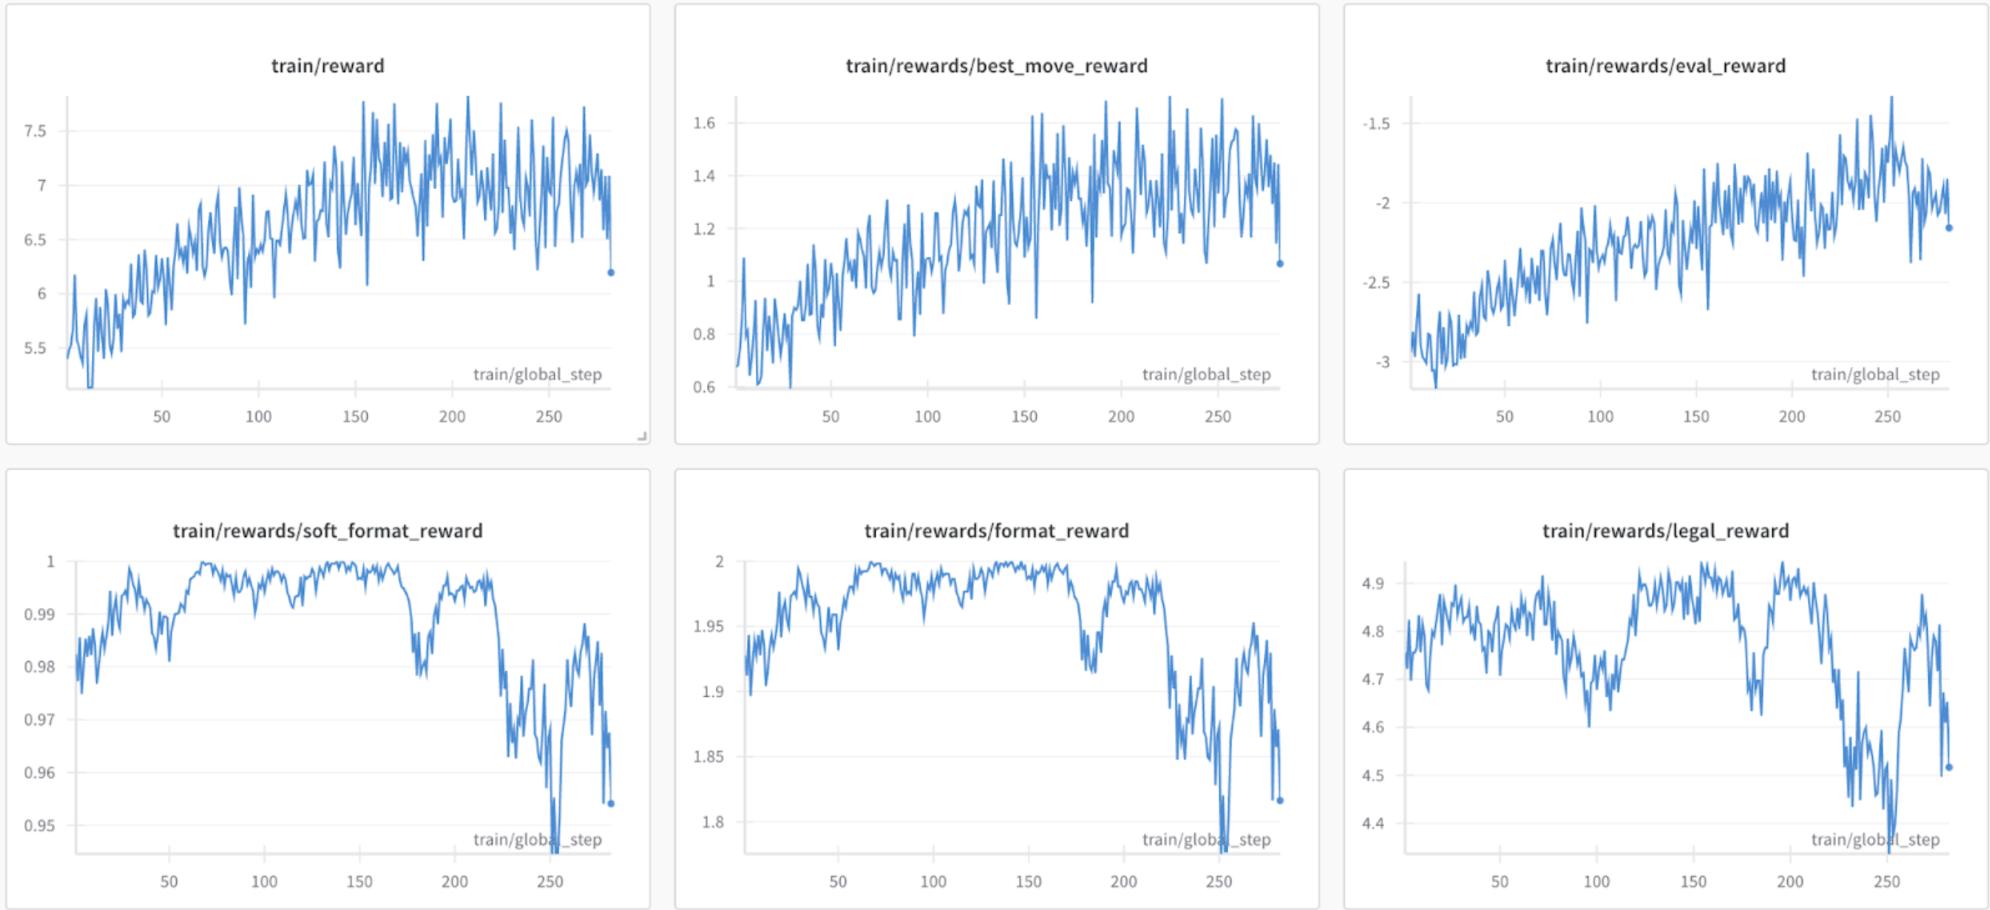 train/reward
7.5
7
6.5
6
5.5
train/global_step
50 100 150 200 250
train/rewards/best_move_reward
1.6
1.4
1.2
1
0.8
0.6
train/global_step
50 100 150 200 250
train/rewards/eval_reward
-1.5
-2
-2.5
-3
train/global_step
50 100 150 200 250
train/rewards/soft_format_reward
1
0.99
0.98
0.97
0.96
0.95
train/global_step
50 100 150 200 250
train/rewards/format_reward
2
1.95
1.9
1.85
1.8
train/global_step
50 100 150 200 250
train/rewards/legal_reward
4.9
4.8
4.7
4.6
4.5
4.4
train/global_step
50 100 150 200 250